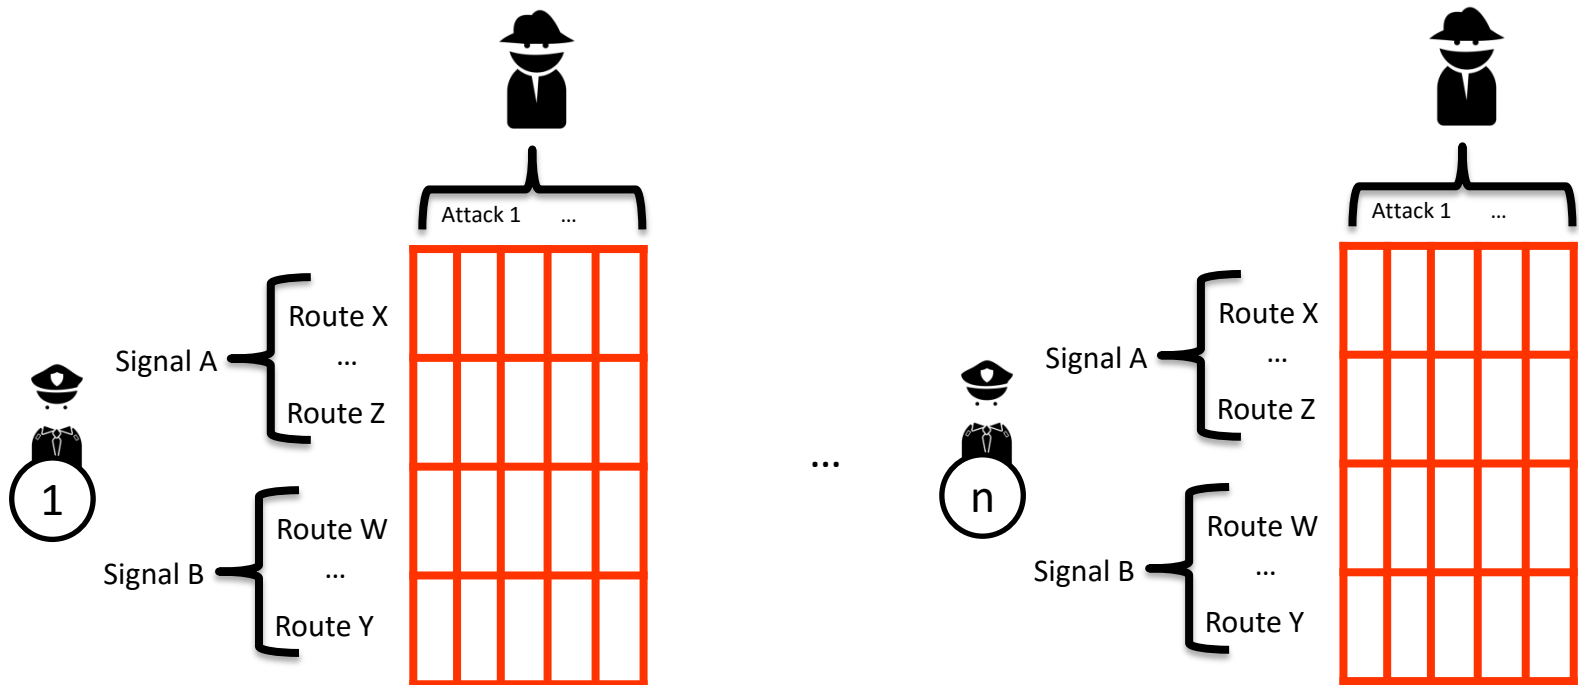 Attack 1 ...
Route X
Signal A
...
Route Z
1
Route W
Signal B
...
Route Y
...
Attack 1 ...
Route X
Signal A
...
Route Z
n
Route W
Signal B
...
Route Y